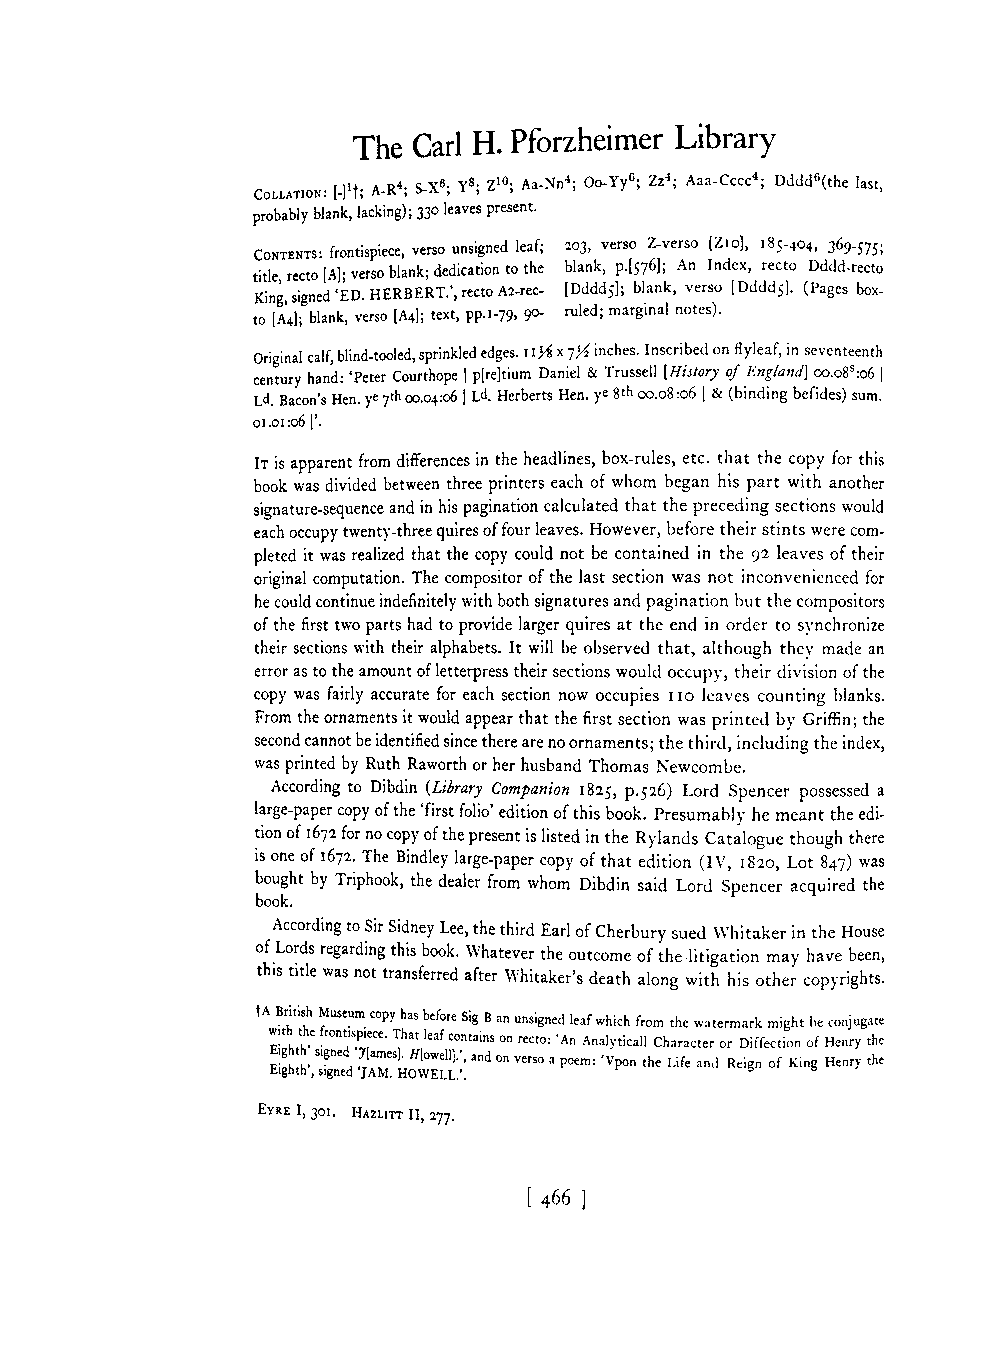 The Carl H. Pforzheimer Library
COLLATION: [-]¹†; A-R⁴; S-X⁶; Y⁸; Z¹⁰; Aa-Nn⁴; Oo-Yy⁶; Zz⁴; Aaa-Cccc⁴; Dddd⁶(the last,
probably blank, lacking); 330 leaves present.
CONTENTS: frontispiece, verso unsigned leaf;
title, recto [A]; verso blank; dedication to the
King, signed 'ED. HERBERT.', recto A2-rec-
to [A4]; blank, verso [A4]; text, pp.1-79, 90-
203, verso Z-verso [Z10], 185-404, 369-575;
blank, p.[576]; An Index, recto Dddd-recto
[Dddd5]; blank, verso [Dddd5]. (Pages box-
ruled; marginal notes).
Original calf, blind-tooled, sprinkled edges. 11⅛ x 7½ inches. Inscribed on flyleaf, in seventeenth
century hand: 'Peter Courthope | p[re]tium Daniel & Trussell [History of England] 00.08ˢ:06 |
Lᵈ. Bacon's Hen. yᵉ 7ᵗʰ 00.04:06 | Lᵈ. Herberts Hen. yᵉ 8ᵗʰ 00.08:06 | & (binding befides) sum.
01.01:06 |'.
IT is apparent from differences in the headlines, box-rules, etc. that the copy for this
book was divided between three printers each of whom began his part with another
signature-sequence and in his pagination calculated that the preceding sections would
each occupy twenty-three quires of four leaves. However, before their stints were com-
pleted it was realized that the copy could not be contained in the 92 leaves of their
original computation. The compositor of the last section was not inconvenienced for
he could continue indefinitely with both signatures and pagination but the compositors
of the first two parts had to provide larger quires at the end in order to synchronize
their sections with their alphabets. It will be observed that, although they made an
error as to the amount of letterpress their sections would occupy, their division of the
copy was fairly accurate for each section now occupies 110 leaves counting blanks.
From the ornaments it would appear that the first section was printed by Griffin; the
second cannot be identified since there are no ornaments; the third, including the index,
was printed by Ruth Raworth or her husband Thomas Newcombe.
According to Dibdin (Library Companion 1825, p.526) Lord Spencer possessed a
large-paper copy of the 'first folio' edition of this book. Presumably he meant the edi-
tion of 1672 for no copy of the present is listed in the Rylands Catalogue though there
is one of 1672. The Bindley large-paper copy of that edition (IV, 1820, Lot 847) was
bought by Triphook, the dealer from whom Dibdin said Lord Spencer acquired the
book.
According to Sir Sidney Lee, the third Earl of Cherbury sued Whitaker in the House
of Lords regarding this book. Whatever the outcome of the litigation may have been,
this title was not transferred after Whitaker's death along with his other copyrights.
†A British Museum copy has before Sig B an unsigned leaf which from the watermark might be conjugate
with the frontispiece. That leaf contains on recto: 'An Analyticall Character or Diffection of Henry the
Eighth' signed 'J[ames]. H[owell].', and on verso a poem: 'Vpon the Life and Reign of King Henry the
Eighth', signed 'JAM. HOWELL.'.
EYRE I, 301. HAZLITT II, 277.
[ 466 ]